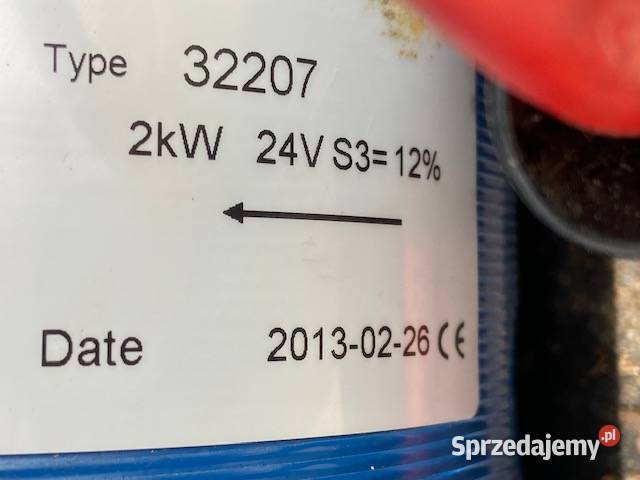 Type 32207
2kW 24V S3= 12%
Date 2013-02-26 CE
Sprzedajemy.pl